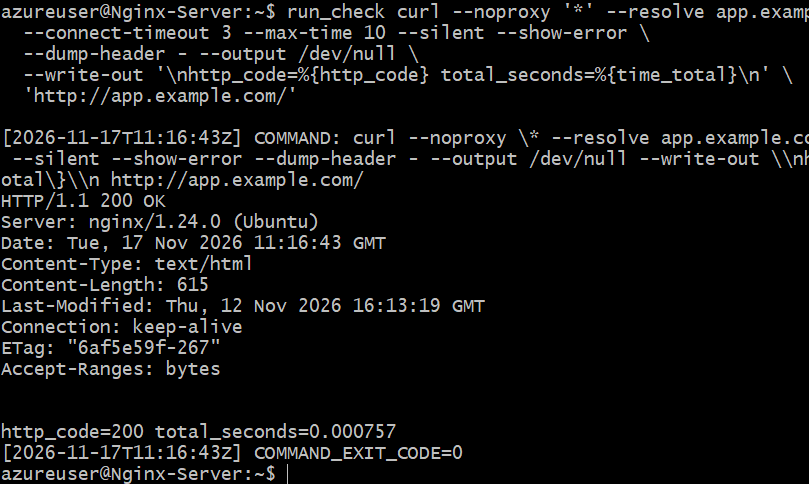 azureuser@Nginx-Server:~$ run_check curl --noproxy '*' --resolve app.examp
  --connect-timeout 3 --max-time 10 --silent --show-error \
  --dump-header - --output /dev/null \
  --write-out '\nhttp_code=%{http_code} total_seconds=%{time_total}\n' \
  'http://app.example.com/'
[2026-11-17T11:16:43Z] COMMAND: curl --noproxy \* --resolve app.example.co
 --silent --show-error --dump-header - --output /dev/null --write-out \\nh
otal\}\\n http://app.example.com/
HTTP/1.1 200 OK
Server: nginx/1.24.0 (Ubuntu)
Date: Tue, 17 Nov 2026 11:16:43 GMT
Content-Type: text/html
Content-Length: 615
Last-Modified: Thu, 12 Nov 2026 16:13:19 GMT
Connection: keep-alive
ETag: "6af5e59f-267"
Accept-Ranges: bytes
http_code=200 total_seconds=0.000757
[2026-11-17T11:16:43Z] COMMAND_EXIT_CODE=0
azureuser@Nginx-Server:~$